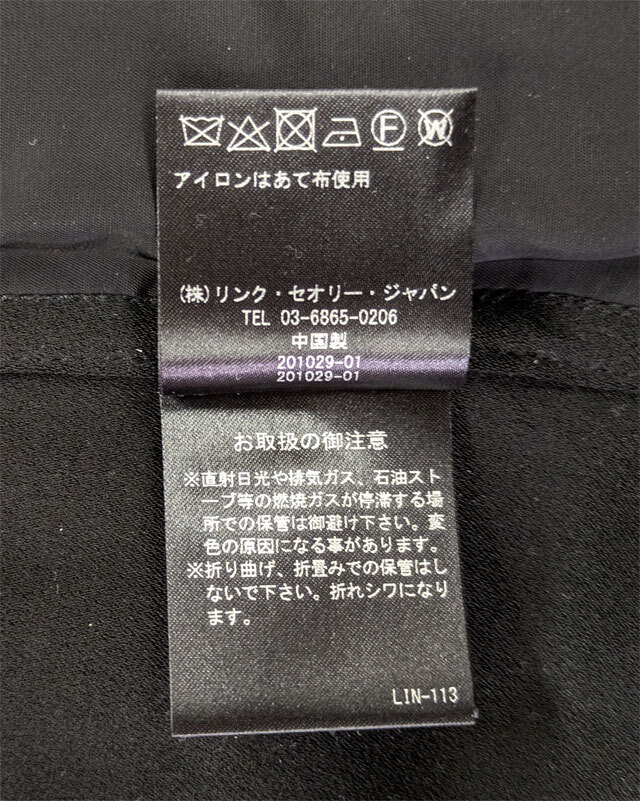 F W
アイロンはあて布使用
(株)リンク・セオリー・ジャパン
TEL 03-6865-0206
中国製
201029-01
201029-01
お取扱の御注意
※直射日光や排気ガス、石油スト
ーブ等の燃焼ガスが停滞する場
所での保管は御避け下さい。変
色の原因になる事があります。
※折り曲げ、折畳みでの保管はし
ないで下さい。折れシワになり
ます。
LIN-113